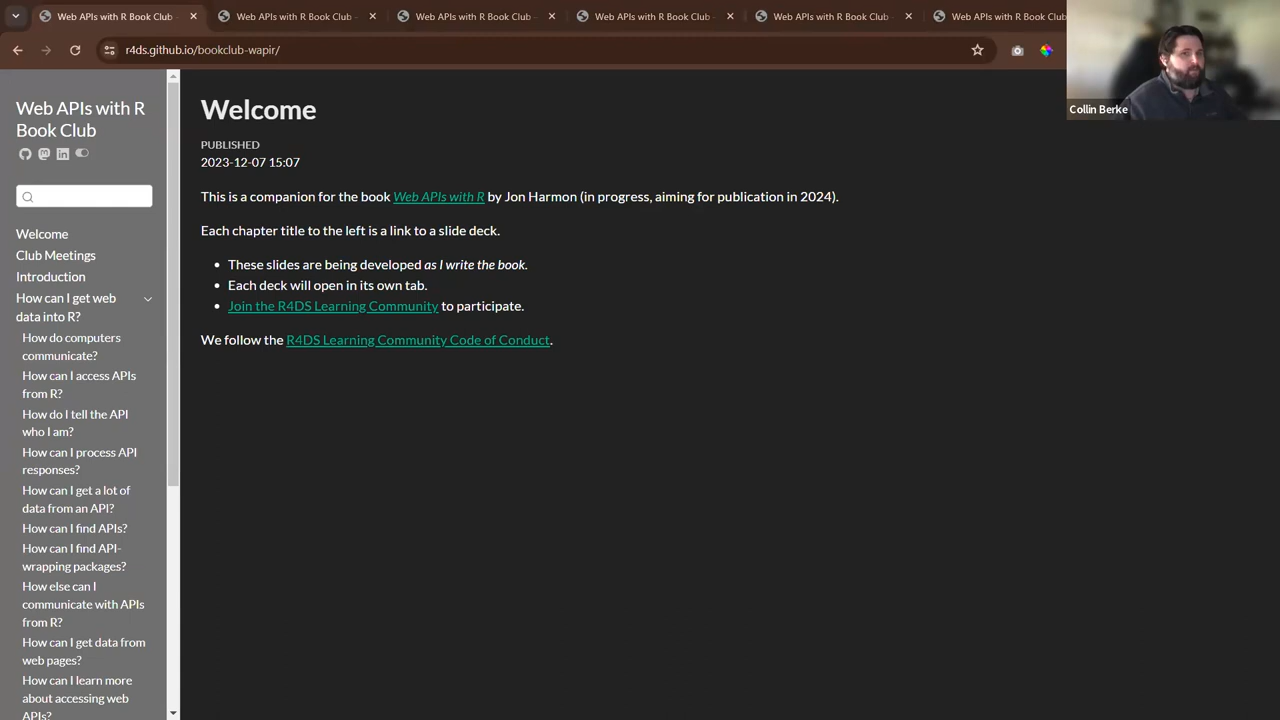 Web APIs with R Book Club -
Web APIs with R Book Club -
Web APIs with R Book Club -
Web APIs with R Book Club -
Web APIs with R Book Club -
Web APIs with R Book Club
r4ds.github.io/bookclub-wapir/
Collin Berke
Web APIs with R
Book Club
Welcome
Club Meetings
Introduction
How can I get web
data into R?
How do computers
communicate?
How can I access APIs
from R?
How do I tell the API
who I am?
How can I process API
responses?
How can I get a lot of
data from an API?
How can I find APIs?
How can I find API-
wrapping packages?
How else can I
communicate with APIs
from R?
How can I get data from
web pages?
How can I learn more
about accessing web
APIs?
Welcome
PUBLISHED
2023-12-07 15:07
This is a companion for the book Web APIs with R by Jon Harmon (in progress, aiming for publication in 2024).
Each chapter title to the left is a link to a slide deck.
• These slides are being developed as I write the book.
• Each deck will open in its own tab.
• Join the R4DS Learning Community to participate.
We follow the R4DS Learning Community Code of Conduct.